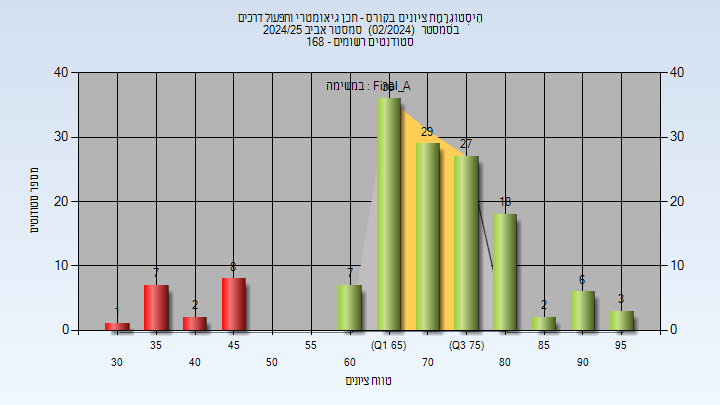 היסטוגרמת ציונים בקורס - תכן גיאומטרי ותפעול דרכים
בסמסטר (02/2024) סמסטר אביב 2024/25
סטודנטים רשומים - 168
במשימה : Final_A
מספר סטודנטים
40 40
30 30
20 20
10 10
0 0
1 7 2 8 7 36 29 27 18 2 6 3
35 45 55 (Q1 65) (Q3 75) 85 95
30 40 50 60 70 80 90
טווח ציונים